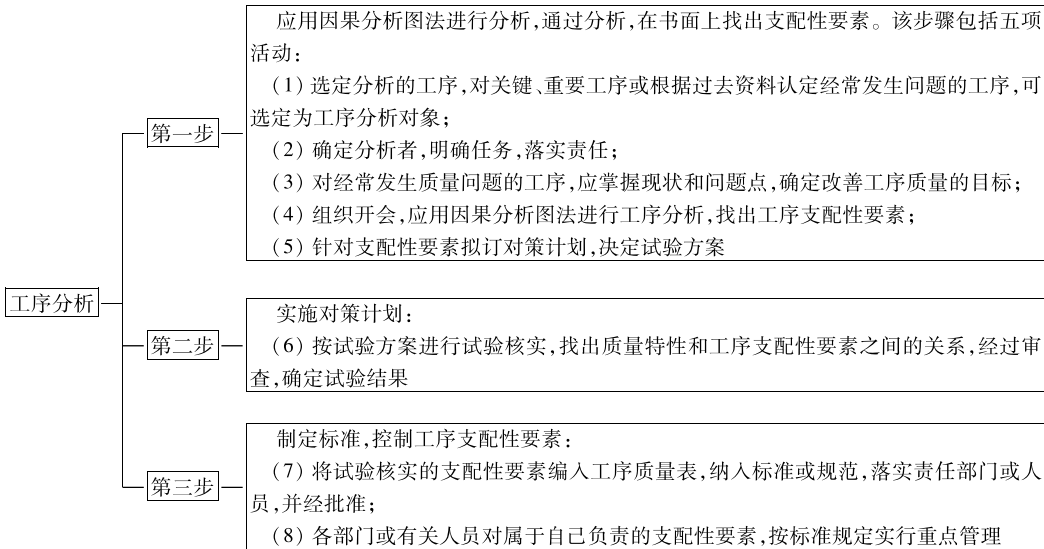 工序分析
第一步
应用因果分析图法进行分析,通过分析,在书面上找出支配性要素。该步骤包括五项
活动:
(1) 选定分析的工序,对关键、重要工序或根据过去资料认定经常发生问题的工序,可
选定为工序分析对象;
(2) 确定分析者,明确任务,落实责任;
(3) 对经常发生质量问题的工序,应掌握现状和问题点,确定改善工序质量的目标;
(4) 组织开会,应用因果分析图法进行工序分析,找出工序支配性要素;
(5) 针对支配性要素拟订对策计划,决定试验方案
第二步
实施对策计划:
(6) 按试验方案进行试验核实,找出质量特性和工序支配性要素之间的关系,经过审
查,确定试验结果
第三步
制定标准,控制工序支配性要素:
(7) 将试验核实的支配性要素编入工序质量表,纳入标准或规范,落实责任部门或人
员,并经批准;
(8) 各部门或有关人员对属于自己负责的支配性要素,按标准规定实行重点管理